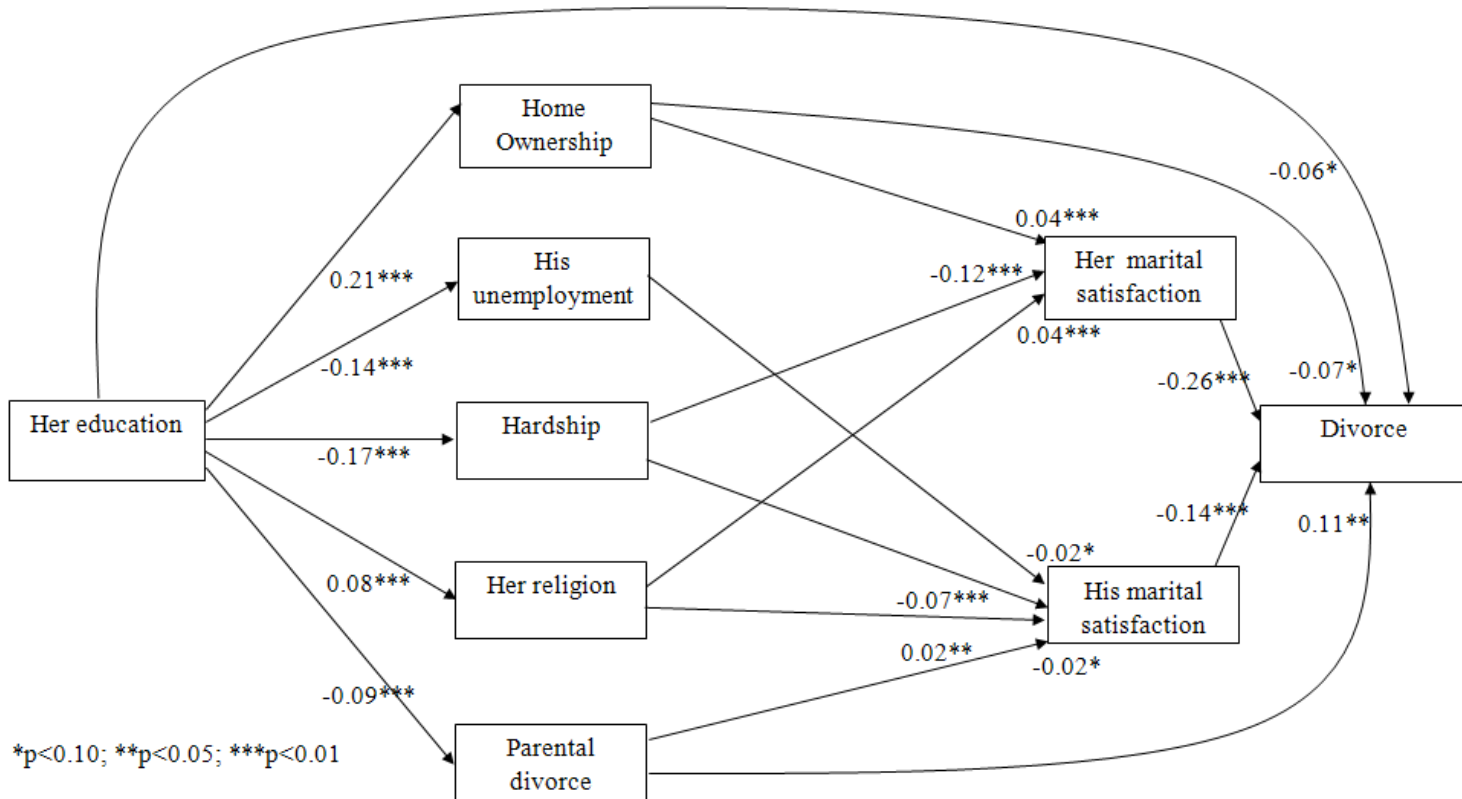 Home
Ownership
-0.06*
0.04***
His
unemployment
Her marital
satisfaction
0.21***
-0.12***
0.04***
-0.14***
-0.07*
-0.26***
Her education
Hardship
Divorce
-0.17***
-0.14***
0.11**
-0.02*
Her religion
0.08***
-0.07***
His marital
satisfaction
0.02**
-0.02*
-0.09***
Parental
divorce
*p<0.10; **p<0.05; ***p<0.01